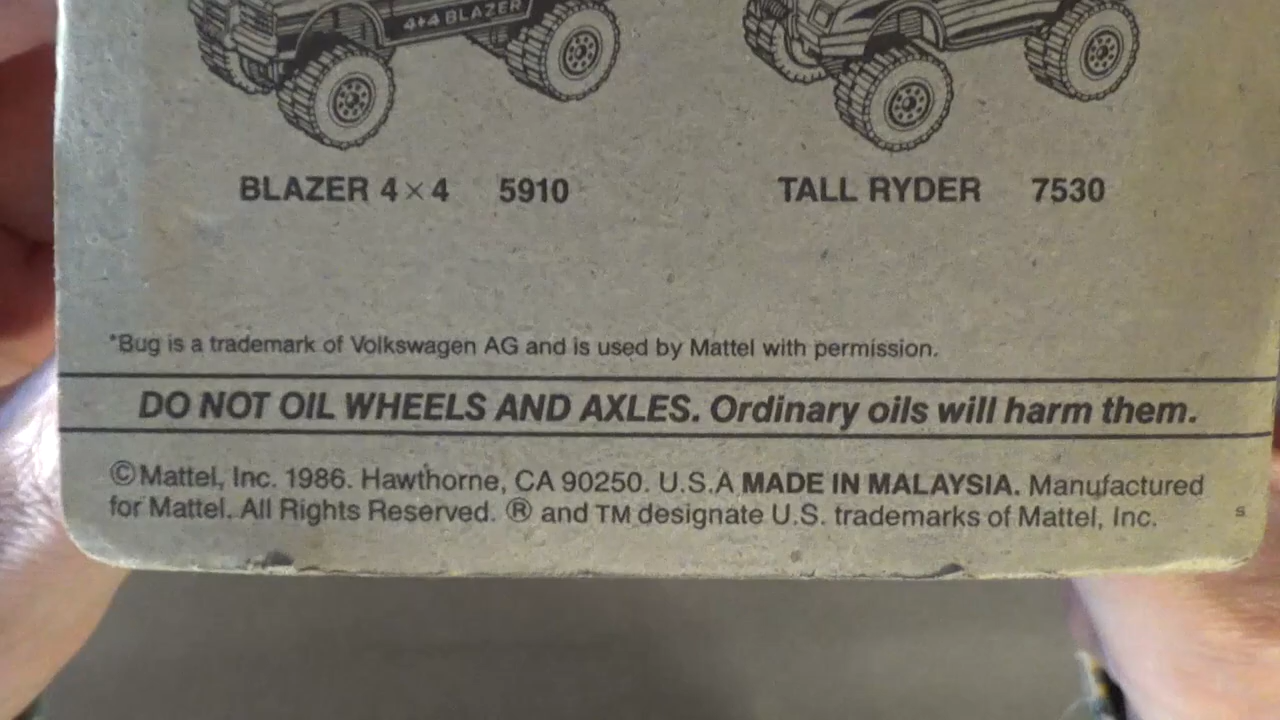 4+4 BLAZER
BLAZER 4×4 5910
TALL RYDER 7530
*Bug is a trademark of Volkswagen AG and is used by Mattel with permission.
DO NOT OIL WHEELS AND AXLES. Ordinary oils will harm them.
©Mattel, Inc. 1986. Hawthorne, CA 90250. U.S.A MADE IN MALAYSIA. Manufactured
for Mattel. All Rights Reserved. ® and TM designate U.S. trademarks of Mattel, Inc.
S